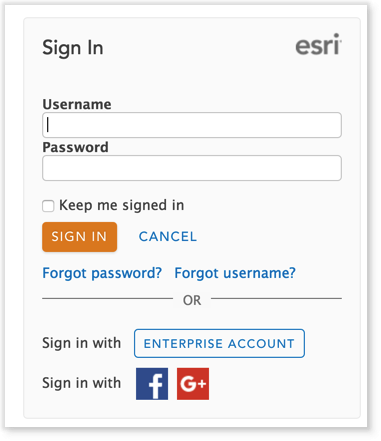 Sign In
esri
Username
Password
Keep me signed in
SIGN IN CANCEL
Forgot password? Forgot username?
OR
Sign in with ENTERPRISE ACCOUNT
Sign in with f G+